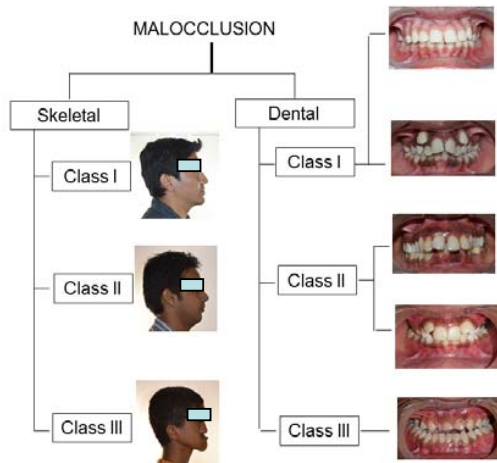 MALOCCLUSION
Skeletal
Dental
Class I
Class I
Class II
Class II
Class III
Class III